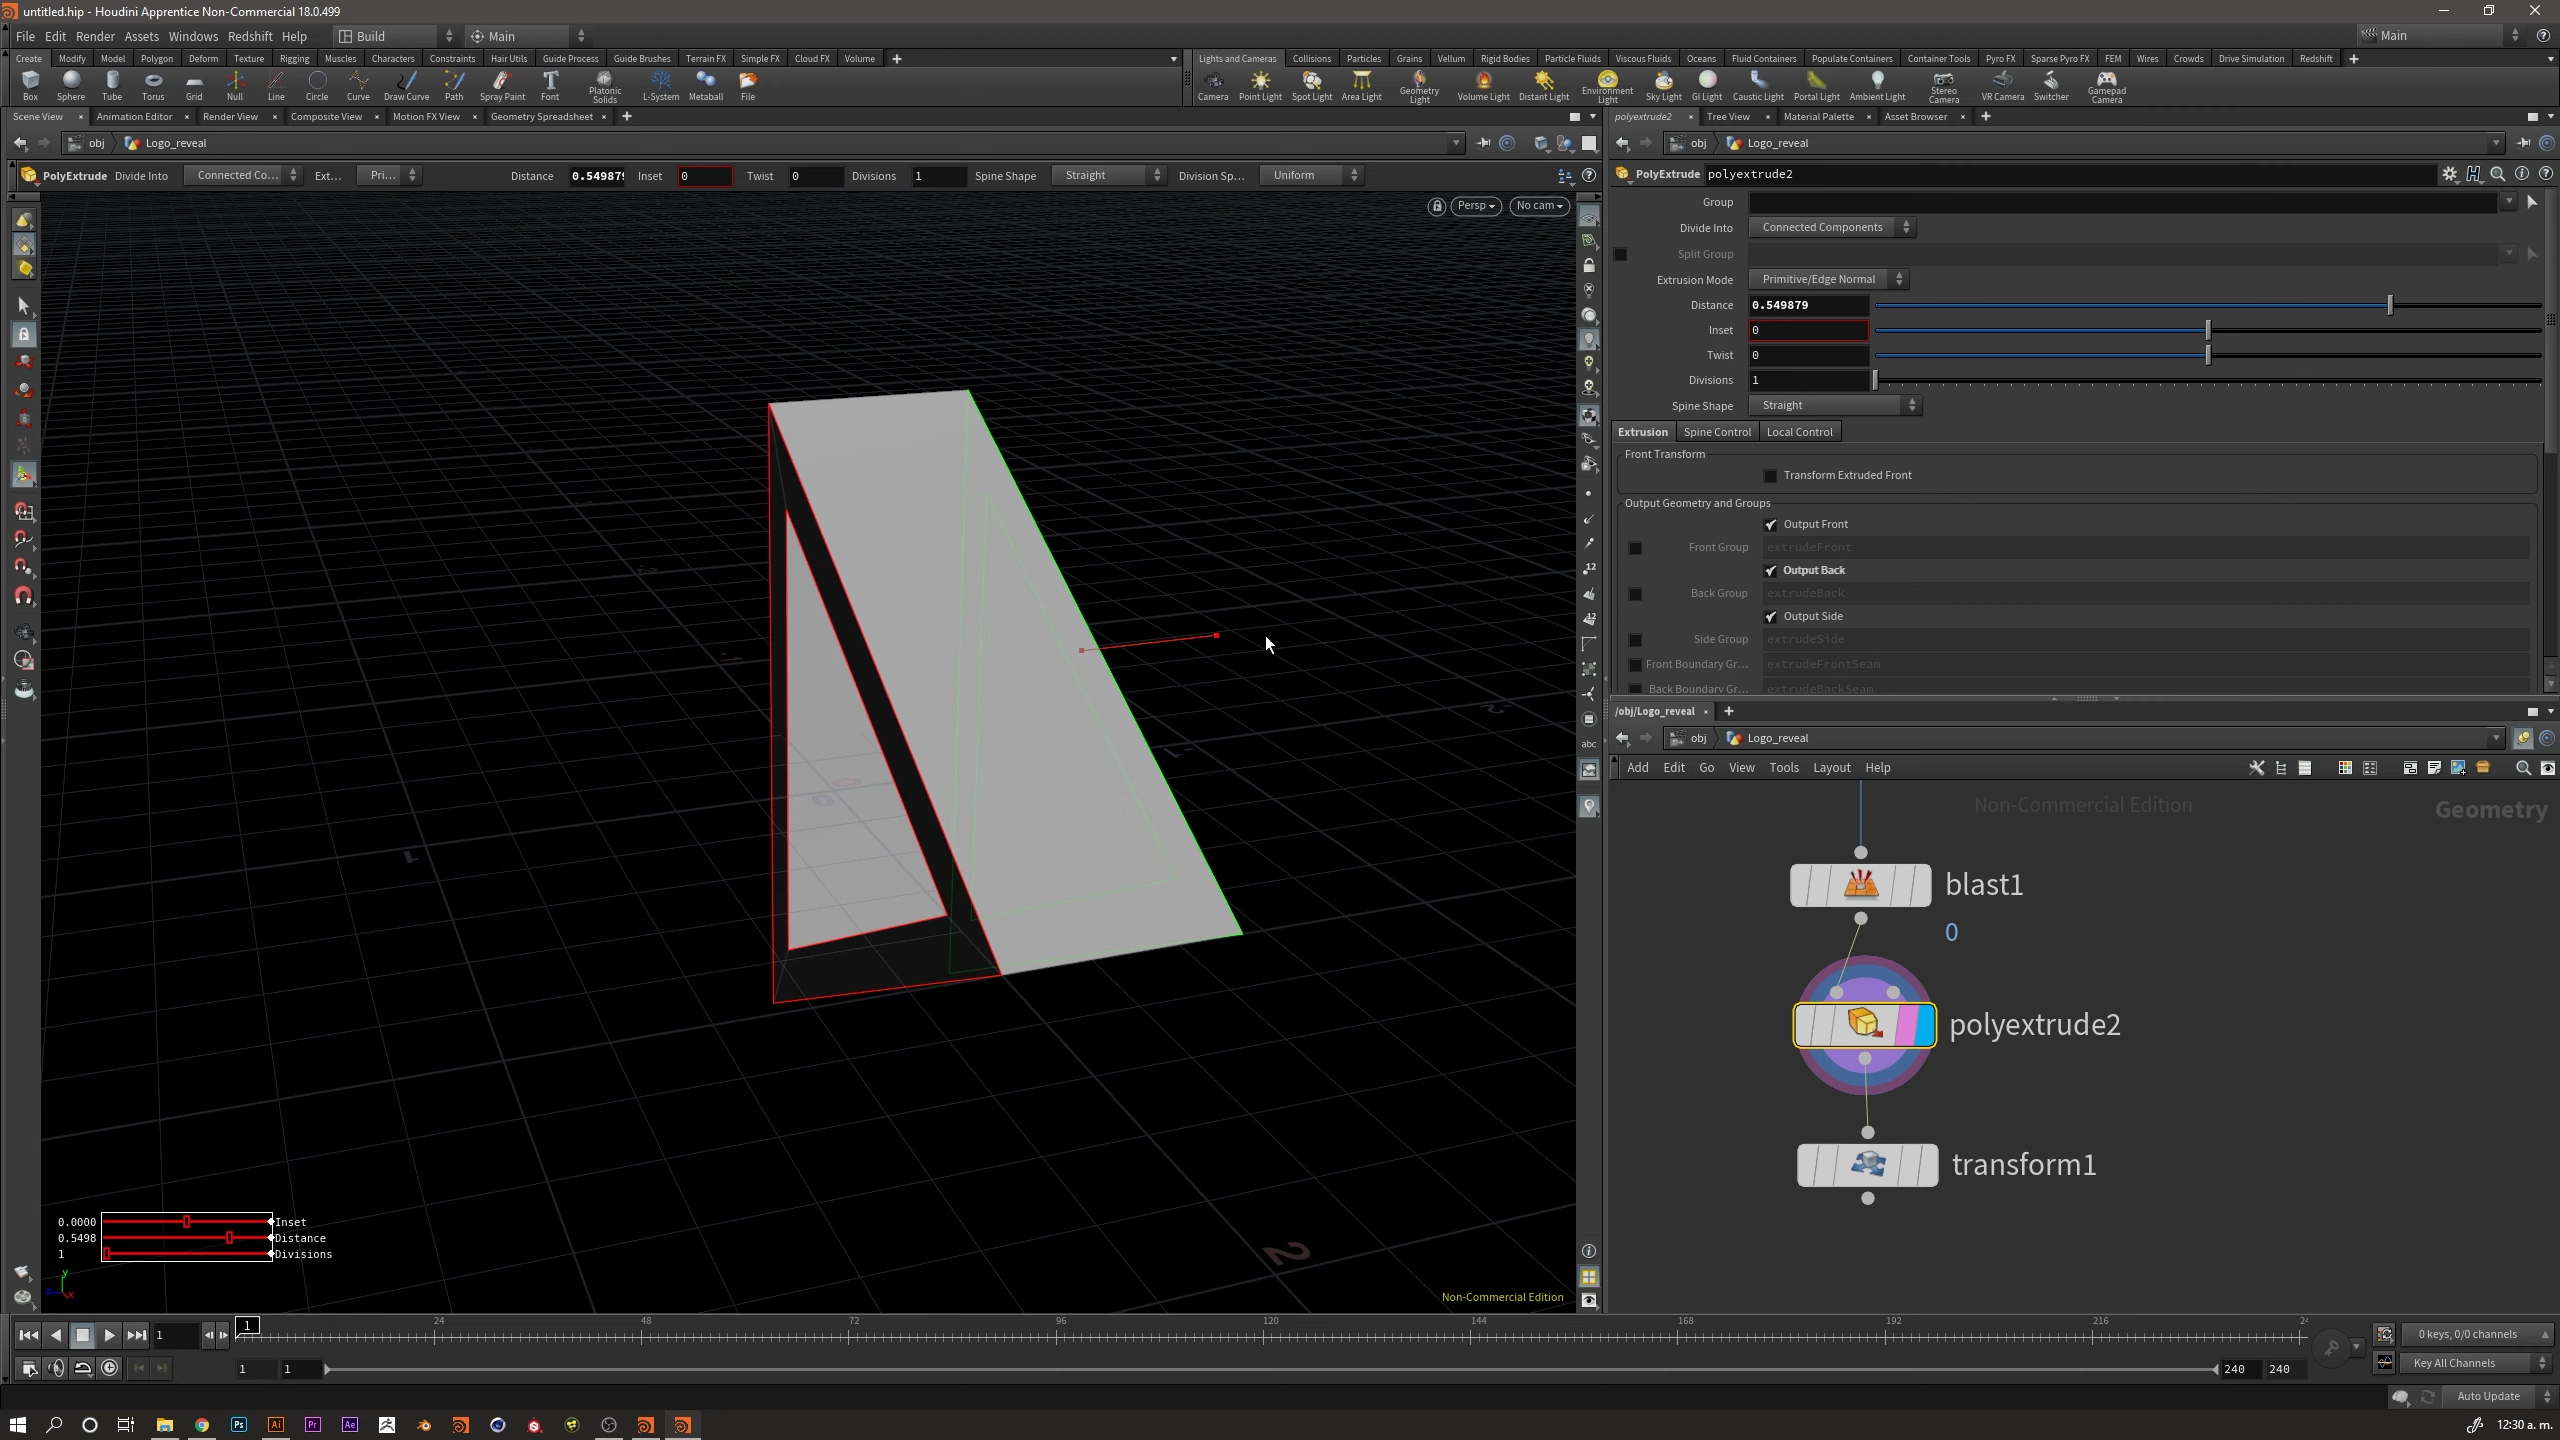 untitled.hip - Houdini Apprentice Non-Commercial 18.0.499
File Edit Render Assets Windows Redshift Help Build Main Main
Create Modify Model Polygon Deform Texture Rigging Muscles Characters Constraints Hair Utils Guide Process Guide Brushes Terrain FX Simple FX Cloud FX Volume
Lights and Cameras Collisions Particles Grains Vellum Rigid Bodies Particle Fluids Viscous Fluids Oceans Fluid Containers Populate Containers Container Tools Pyro FX Sparse Pyro FX FEM Wires Crowds Drive Simulation Redshift
Box Sphere Tube Torus Grid Null Line Circle Curve Draw Curve Path Spray Paint Font Platonic Solids L-System Metaball File
Camera Point Light Spot Light Area Light Geometry Light Volume Light Distant Light Environment Light Sky Light GI Light Caustic Light Portal Light Ambient Light Stereo Camera VR Camera Switcher Gamepad Camera
Scene View Animation Editor Render View Composite View Motion FX View Geometry Spreadsheet
polyextrude2 Tree View Material Palette Asset Browser
obj Logo_reveal
obj Logo_reveal
PolyExtrude Divide Into Connected Co... Ext... Pri... Distance 0.549879 Inset 0 Twist 0 Divisions 1 Spine Shape Straight Division Sp... Uniform
PolyExtrude polyextrude2
Persp No cam
Group
Divide Into Connected Components
Split Group
Extrusion Mode Primitive/Edge Normal
Distance 0.549879
Inset 0
Twist 0
Divisions 1
Spine Shape Straight
Extrusion Spine Control Local Control
Front Transform
Transform Extruded Front
Output Geometry and Groups
Output Front
Front Group extrudeFront
Output Back
Back Group extrudeBack
Output Side
Side Group extrudeSide
Front Boundary Gr... extrudeFrontSeam
Back Boundary Gr... extrudeBackSeam
12
12
abc
/obj/Logo_reveal
obj Logo_reveal
Add Edit Go View Tools Layout Help
Non-Commercial Edition Geometry
blast1
0
polyextrude2
transform1
0.0000 Inset
0.5498 Distance
1 Divisions
y
x
2
Non-Commercial Edition
1 1 24 48 72 96 120 144 168 192 216 24
0 keys, 0/0 channels
1 1 240 240
Key All Channels
Auto Update
Ps Ai Pr Ae
12:30 a. m.